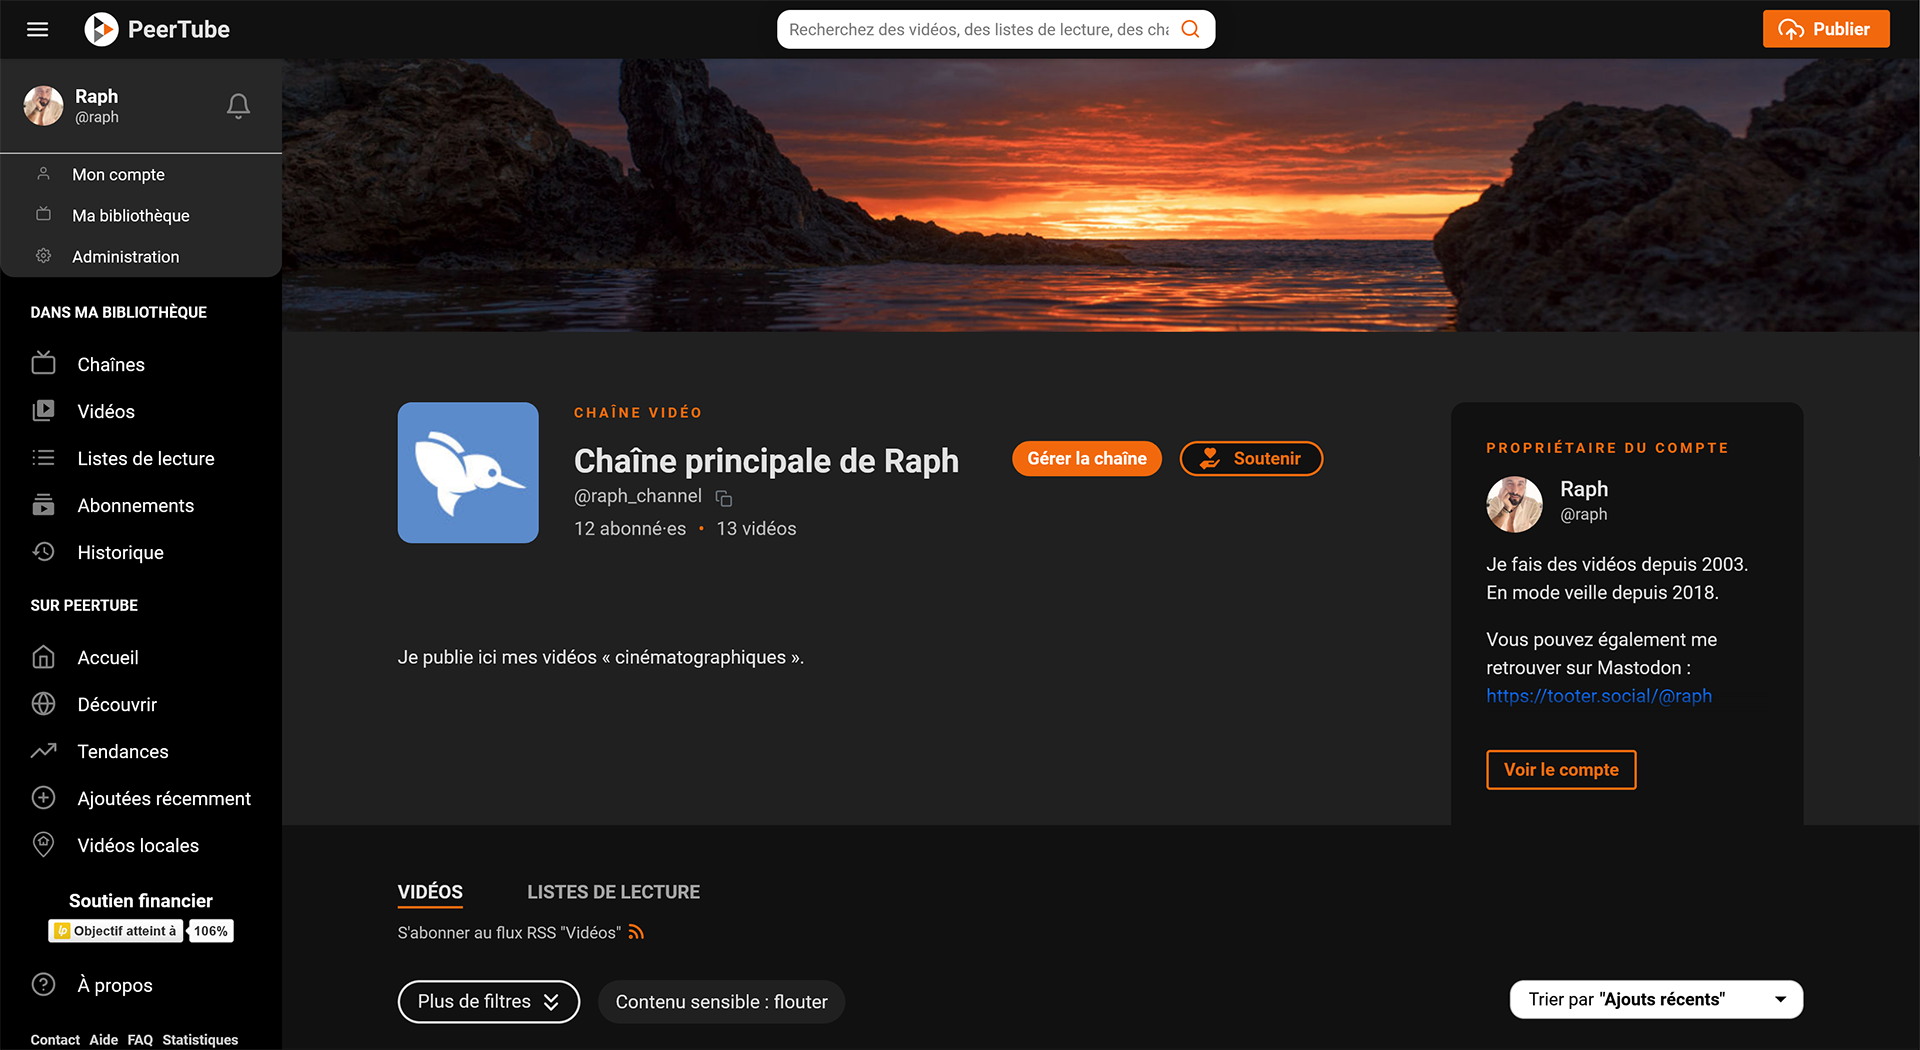 PeerTube
Recherchez des vidéos, des listes de lecture, des cha
Publier
Raph
@raph
Mon compte
Ma bibliothèque
Administration
DANS MA BIBLIOTHÈQUE
Chaînes
Vidéos
Listes de lecture
Abonnements
Historique
SUR PEERTUBE
Accueil
Découvrir
Tendances
Ajoutées récemment
Vidéos locales
Soutien financier
lp Objectif atteint à 106%
À propos
Contact Aide FAQ Statistiques
CHAÎNE VIDÉO
Chaîne principale de Raph
@raph_channel
12 abonné·es • 13 vidéos
Gérer la chaîne
Soutenir
Je publie ici mes vidéos « cinématographiques ».
PROPRIÉTAIRE DU COMPTE
Raph
@raph
Je fais des vidéos depuis 2003.
En mode veille depuis 2018.
Vous pouvez également me
retrouver sur Mastodon :
https://tooter.social/@raph
Voir le compte
VIDÉOS LISTES DE LECTURE
S'abonner au flux RSS "Vidéos"
Plus de filtres
Contenu sensible : flouter
Trier par "Ajouts récents"